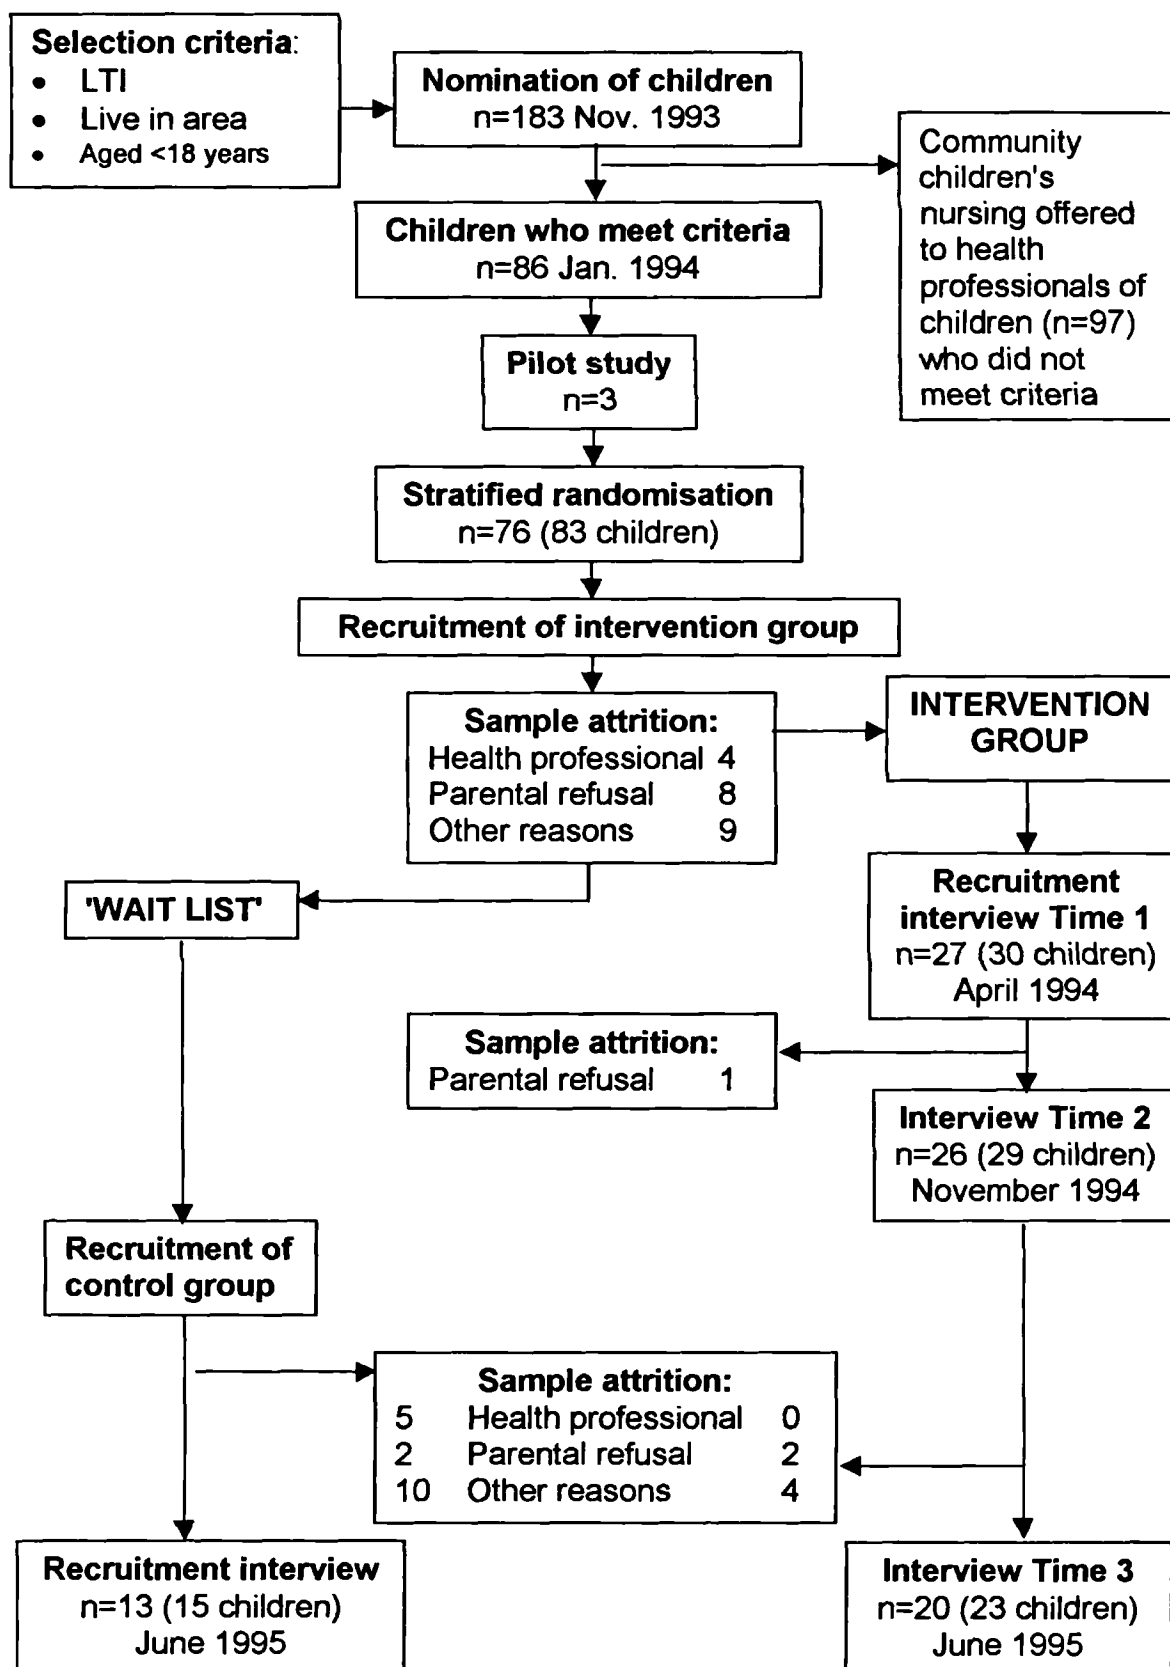 Selection criteria:
• LTI
• Live in area
• Aged <18 years
Nomination of children
n=183 Nov. 1993
Community
children's
nursing offered
to health
professionals of
children (n=97)
who did not
meet criteria
Children who meet criteria
n=86 Jan. 1994
Pilot study
n=3
Stratified randomisation
n=76 (83 children)
Recruitment of intervention group
Sample attrition:
Health professional 4
Parental refusal 8
Other reasons 9
INTERVENTION
GROUP
'WAIT LIST'
Recruitment
interview Time 1
n=27 (30 children)
April 1994
Sample attrition:
Parental refusal 1
Interview Time 2
n=26 (29 children)
November 1994
Recruitment of
control group
Sample attrition:
5 Health professional 0
2 Parental refusal 2
10 Other reasons 4
Recruitment interview
n=13 (15 children)
June 1995
Interview Time 3
n=20 (23 children)
June 1995